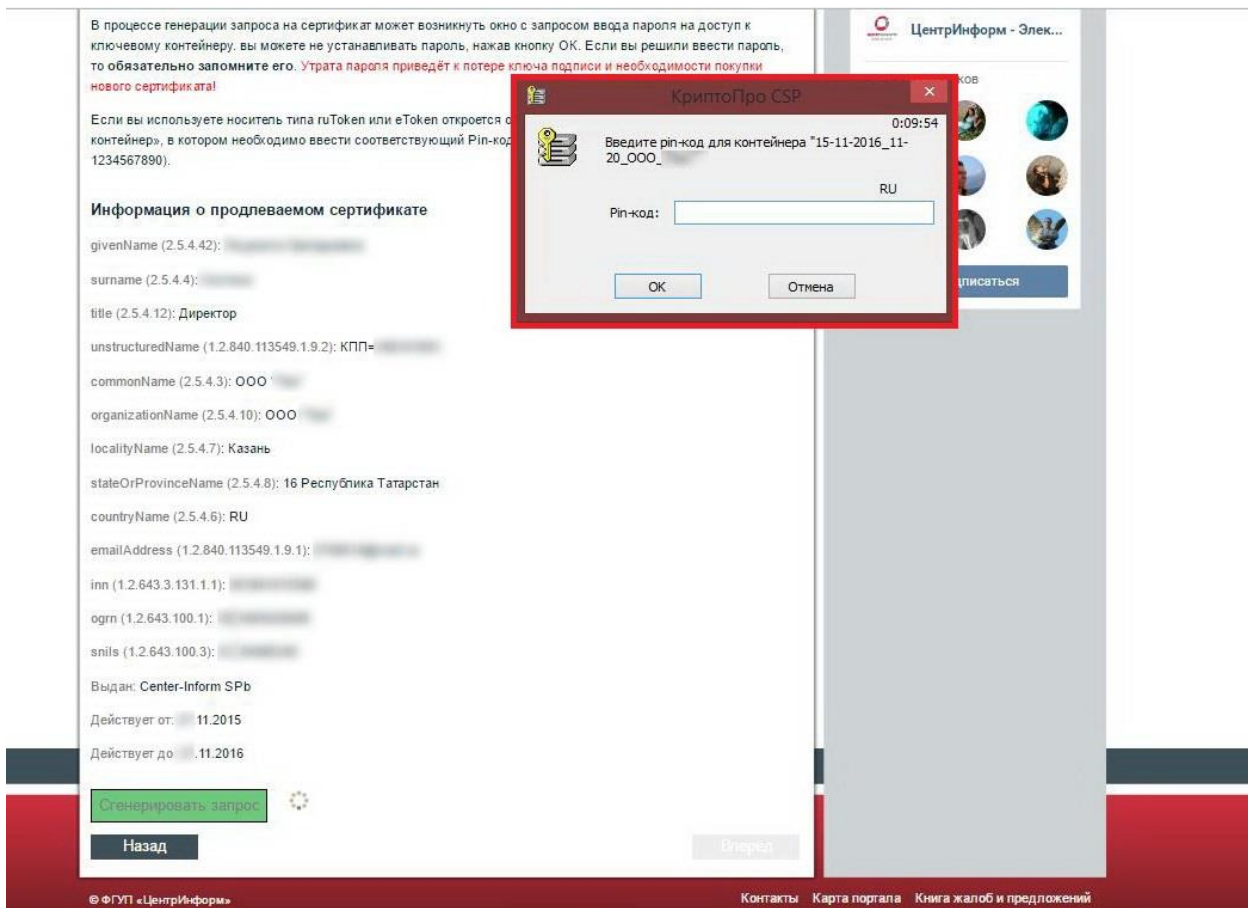 В процессе генерации запроса на сертификат может возникнуть окно с запросом ввода пароля на доступ к
ключевому контейнеру. вы можете не устанавливать пароль, нажав кнопку ОК. Если вы решили ввести пароль,
то обязательно запомните его. Утрата пароля приведёт к потере ключа подписи и необходимости покупки
нового сертификата!
Если вы используете носитель типа ruToken или eToken откроется
контейнер», в котором необходимо ввести соответствующий Pin-код
1234567890).
Информация о продлеваемом сертификате
givenName (2.5.4.42):
surname (2.5.4.4):
title (2.5.4.12): Директор
unstructuredName (1.2.840.113549.1.9.2): КПП=
commonName (2.5.4.3): ООО
organizationName (2.5.4.10): ООО
localityName (2.5.4.7): Казань
stateOrProvinceName (2.5.4.8): 16 Республика Татарстан
countryName (2.5.4.6): RU
emailAddress (1.2.840.113549.1.9.1):
inn (1.2.643.3.131.1.1):
ogrn (1.2.643.100.1):
snils (1.2.643.100.3):
Выдан: Center-Inform SPb
Действует от: 11.2015
Действует до .11.2016
Сгенерировать запрос
Назад
Вперед
КриптоПро CSP
0:09:54
Введите pin-код для контейнера "15-11-2016_11-
20_ООО_
RU
Pin-код:
ОК
Отмена
ЦентрИнформ - Элек...
ков
дписаться
© ФГУП «ЦентрИнформ»
Контакты Карта портала Книга жалоб и предложений